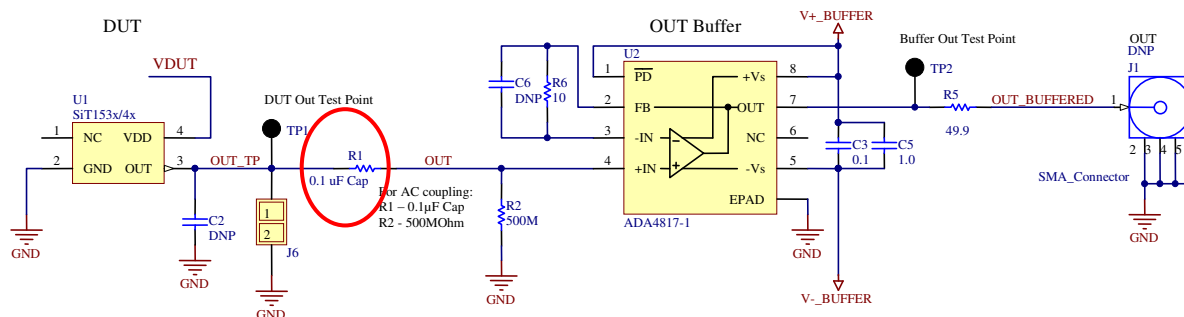 DUT
OUT Buffer
V+_BUFFER
VDUT
U1
SiT153x/4x
1
NC
VDD
4
2
GND
OUT
3
GND
OUT_TP
C2
DNP
GND
DUT Out Test Point
TP1
1
2
J6
GND
R1
0.1 uF Cap
For AC coupling:
R1 – 0.1µF Cap
R2 - 500MOhm
OUT
R2
500M
GND
C6
DNP
R6
10
U2
1
PD
+Vs
8
2
FB
OUT
7
3
-IN
NC
6
4
+IN
-Vs
5
EPAD
ADA4817-1
GND
C3
0.1
C5
1.0
V-_BUFFER
Buffer Out Test Point
TP2
R5
49.9
OUT_BUFFERED
OUT
DNP
J1
1
2
3
4
5
SMA_Connector
GND